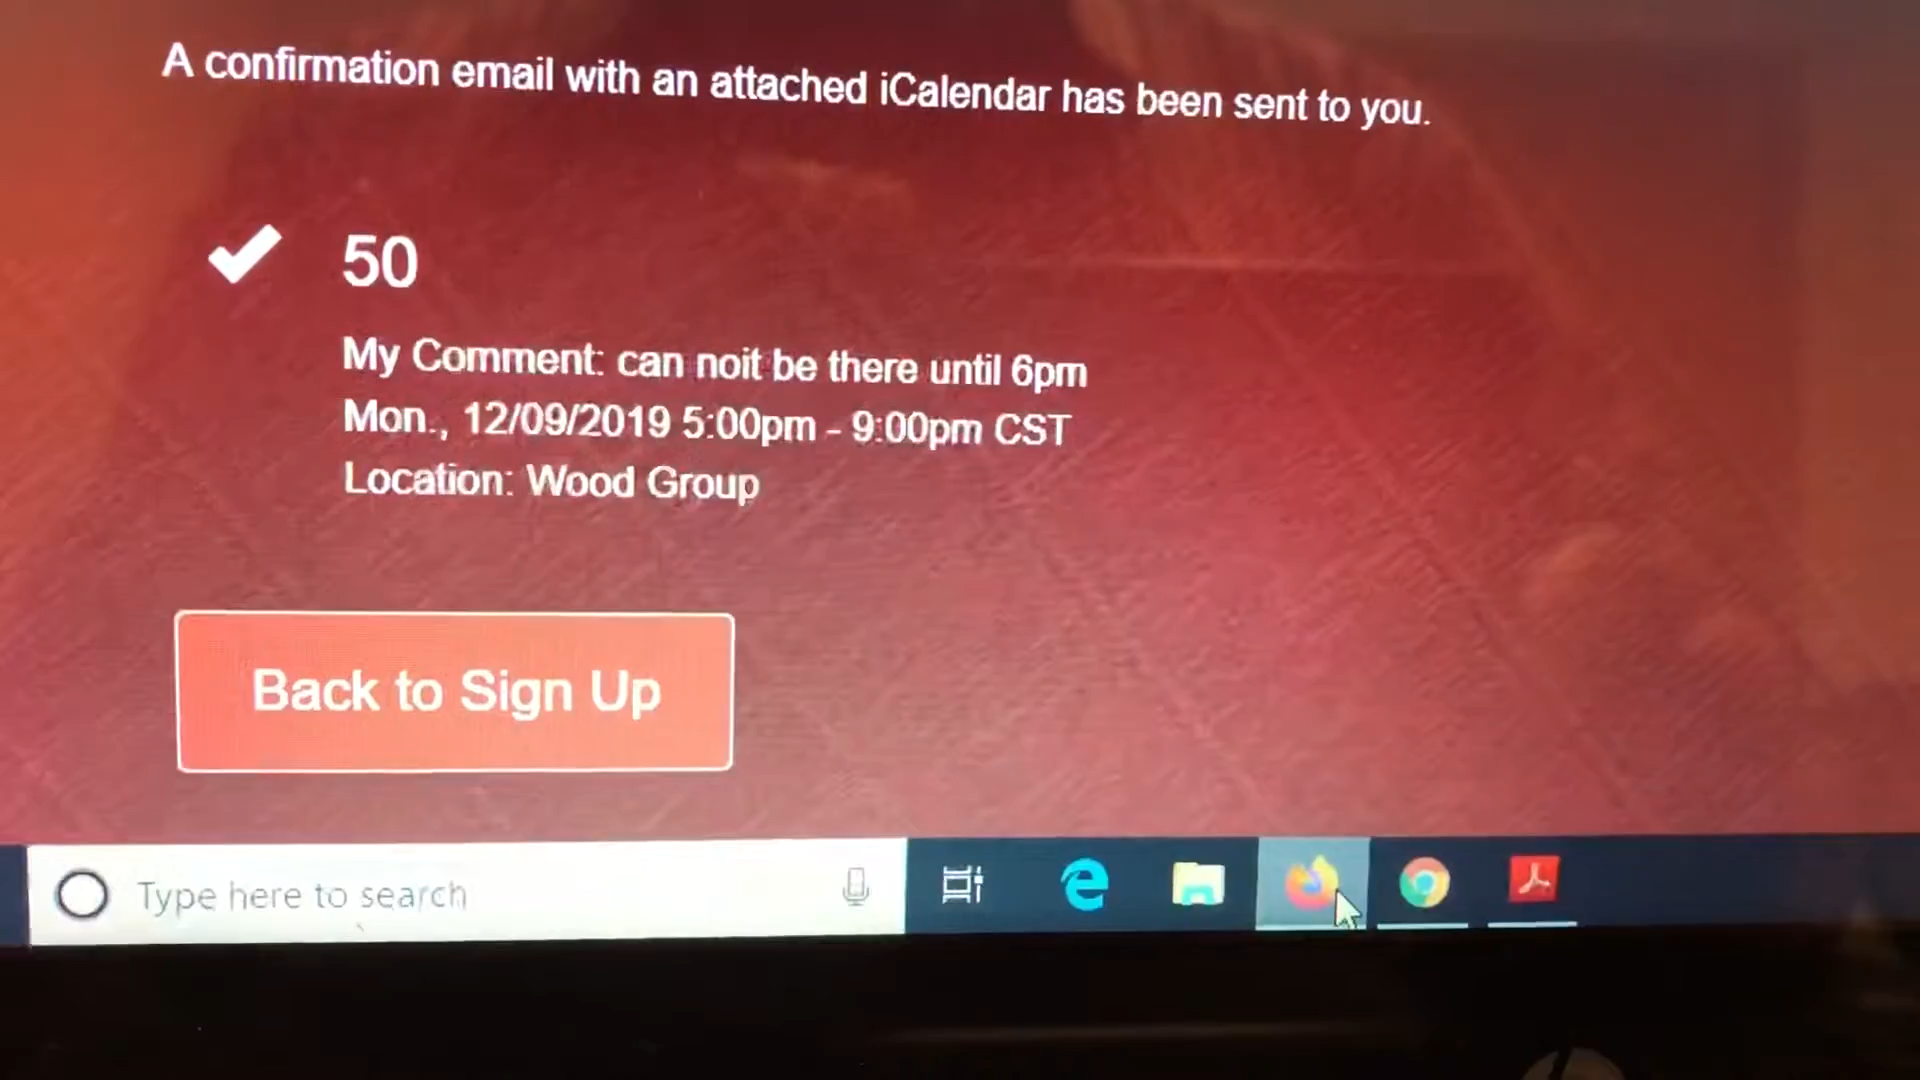 A confirmation email with an attached iCalendar has been sent to you.
50
My Comment: can noit be there until 6pm
Mon., 12/09/2019 5:00pm - 9:00pm CST
Location: Wood Group
Back to Sign Up
Type here to search